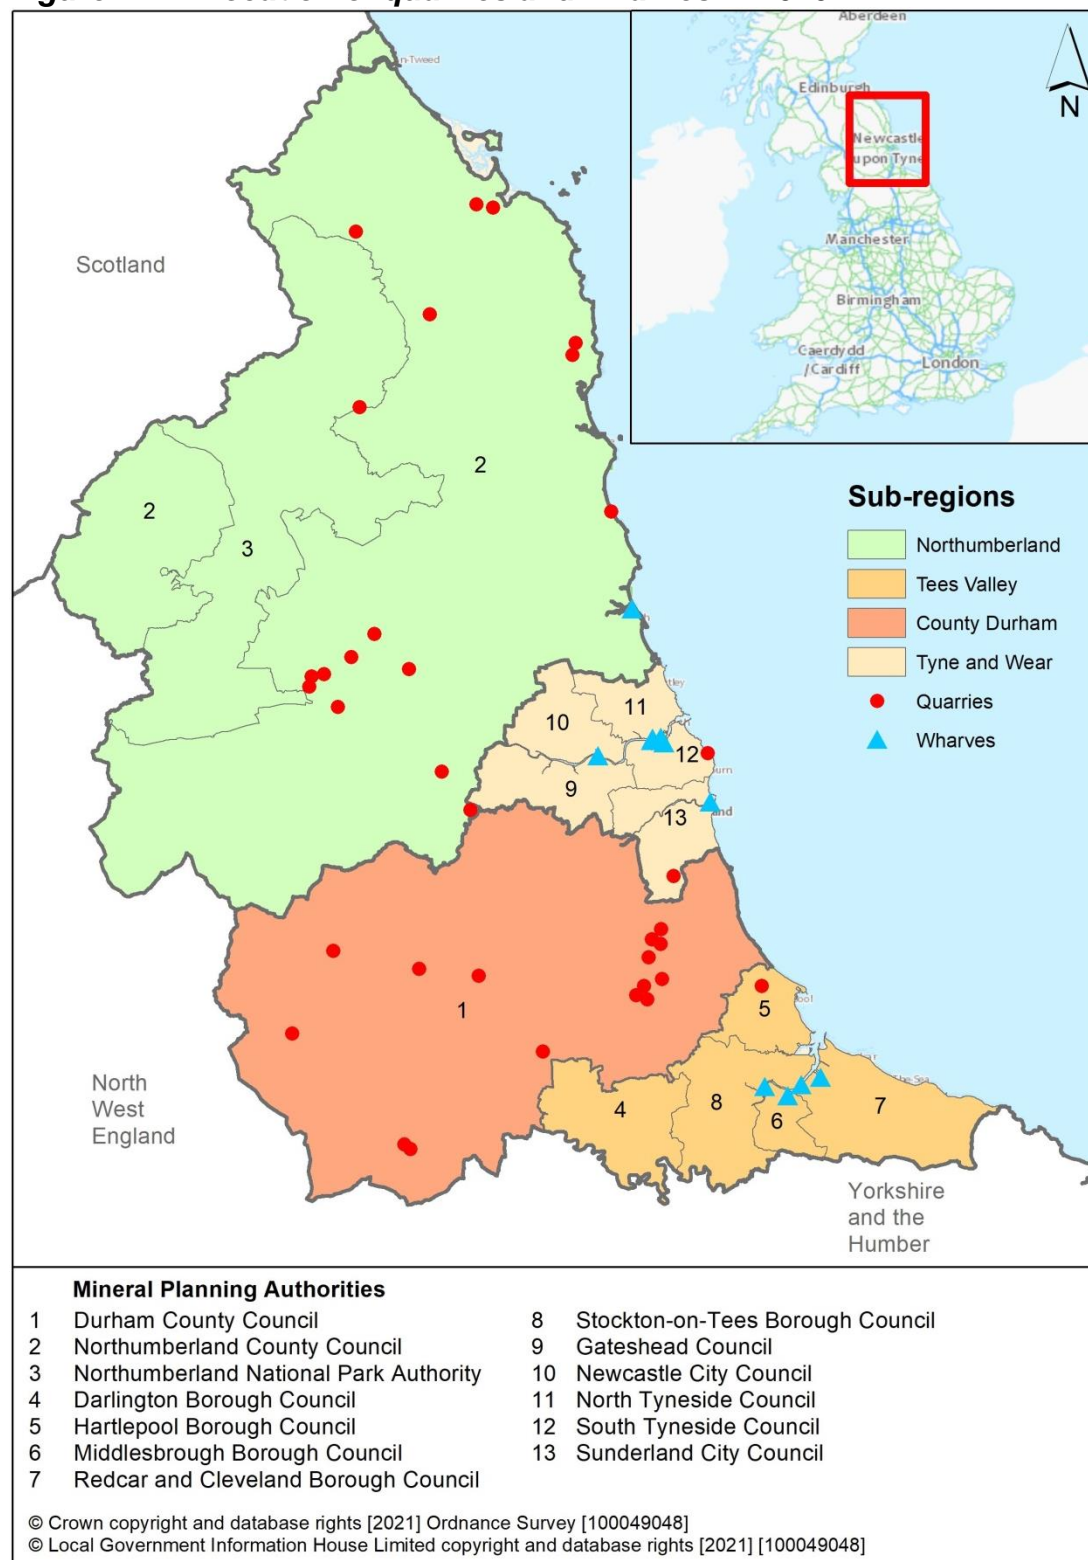 Aberdeen
n-Tweed
Edinburgh
N
Newcastle
upon Tyne
Scotland
Manchester
Birmingham
Caerdydd
/Cardiff
London
2
2
3
Sub-regions
Northumberland
Tees Valley
County Durham
Tyne and Wear
Quarries
Wharves
11
10
12
9
13
1
5
4
8
6
7
North
West
England
Yorkshire
and the
Humber
Mineral Planning Authorities
1 Durham County Council
2 Northumberland County Council
3 Northumberland National Park Authority
4 Darlington Borough Council
5 Hartlepool Borough Council
6 Middlesbrough Borough Council
7 Redcar and Cleveland Borough Council
8 Stockton-on-Tees Borough Council
9 Gateshead Council
10 Newcastle City Council
11 North Tyneside Council
12 South Tyneside Council
13 Sunderland City Council
© Crown copyright and database rights [2021] Ordnance Survey [100049048]
© Local Government Information House Limited copyright and database rights [2021] [100049048]